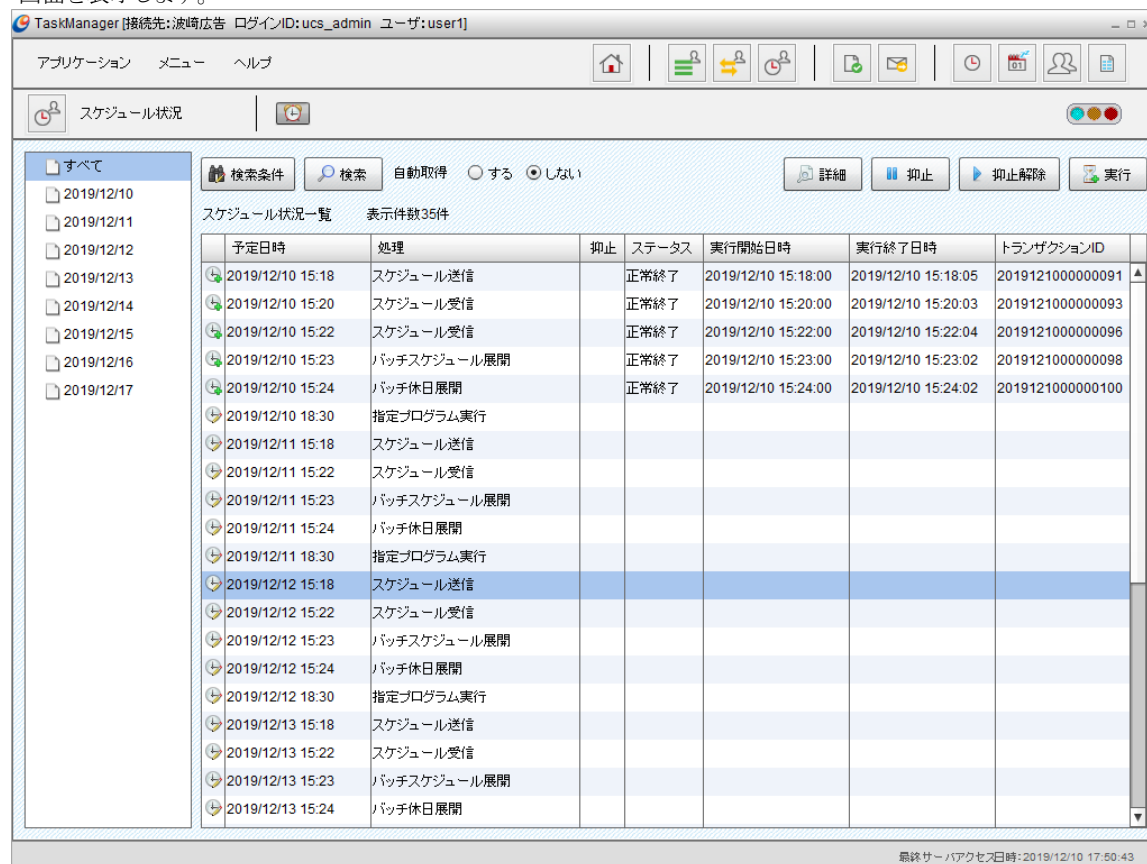 画面を表示します。
TaskManager [接続先:波崎広告 ログインID:ucs_admin ユーザ:user1]
アプリケーション メニュー ヘルプ
01
スケジュール状況
すべて
2019/12/10
2019/12/11
2019/12/12
2019/12/13
2019/12/14
2019/12/15
2019/12/16
2019/12/17
検索条件 検索 自動取得 する しない 詳細 抑止 抑止解除 実行
スケジュール状況一覧 表示件数35件
予定日時 処理 抑止 ステータス 実行開始日時 実行終了日時 トランザクションID
2019/12/10 15:18 スケジュール送信 正常終了 2019/12/10 15:18:00 2019/12/10 15:18:05 2019121000000091
2019/12/10 15:20 スケジュール受信 正常終了 2019/12/10 15:20:00 2019/12/10 15:20:03 2019121000000093
2019/12/10 15:22 スケジュール受信 正常終了 2019/12/10 15:22:00 2019/12/10 15:22:04 2019121000000096
2019/12/10 15:23 バッチスケジュール展開 正常終了 2019/12/10 15:23:00 2019/12/10 15:23:02 2019121000000098
2019/12/10 15:24 バッチ休日展開 正常終了 2019/12/10 15:24:00 2019/12/10 15:24:02 2019121000000100
2019/12/10 18:30 指定プログラム実行
2019/12/11 15:18 スケジュール送信
2019/12/11 15:22 スケジュール受信
2019/12/11 15:23 バッチスケジュール展開
2019/12/11 15:24 バッチ休日展開
2019/12/11 18:30 指定プログラム実行
2019/12/12 15:18 スケジュール送信
2019/12/12 15:22 スケジュール受信
2019/12/12 15:23 バッチスケジュール展開
2019/12/12 15:24 バッチ休日展開
2019/12/12 18:30 指定プログラム実行
2019/12/13 15:18 スケジュール送信
2019/12/13 15:22 スケジュール受信
2019/12/13 15:23 バッチスケジュール展開
2019/12/13 15:24 バッチ休日展開
最終サーバアクセス日時:2019/12/10 17:50:43